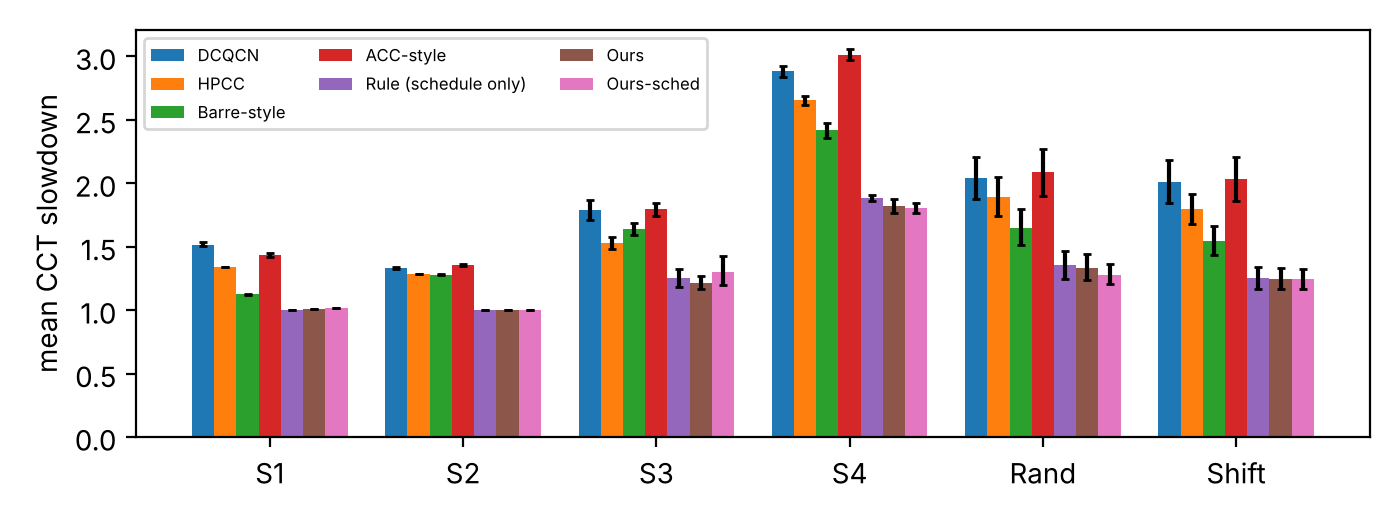 mean CCT slowdown
3.0
2.5
2.0
1.5
1.0
0.5
0.0
DCQCN
HPCC
Barre-style
ACC-style
Rule (schedule only)
Ours
Ours-sched
S1
S2
S3
S4
Rand
Shift